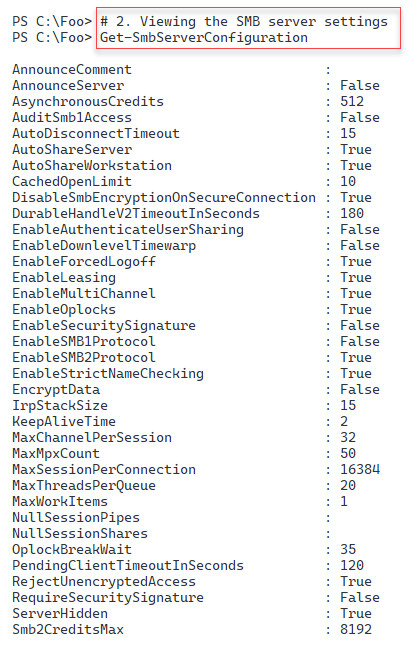 PS C:\Foo> # 2. Viewing the SMB server settings
PS C:\Foo> Get-SmbServerConfiguration
AnnounceComment :
AnnounceServer : False
AsynchronousCredits : 512
AuditSmb1Access : False
AutoDisconnectTimeout : 15
AutoShareServer : True
AutoShareWorkstation : True
CachedOpenLimit : 10
DisableSmbEncryptionOnSecureConnection : True
DurableHandleV2TimeoutInSeconds : 180
EnableAuthenticateUserSharing : False
EnableDownlevelTimewarp : False
EnableForcedLogoff : True
EnableLeasing : True
EnableMultiChannel : True
EnableOplocks : True
EnableSecuritySignature : False
EnableSMB1Protocol : False
EnableSMB2Protocol : True
EnableStrictNameChecking : True
EncryptData : False
IrpStackSize : 15
KeepAliveTime : 2
MaxChannelPerSession : 32
MaxMpxCount : 50
MaxSessionPerConnection : 16384
MaxThreadsPerQueue : 20
MaxWorkItems : 1
NullSessionPipes :
NullSessionShares :
OplockBreakWait : 35
PendingClientTimeoutInSeconds : 120
RejectUnencryptedAccess : True
RequireSecuritySignature : False
ServerHidden : True
Smb2CreditsMax : 8192